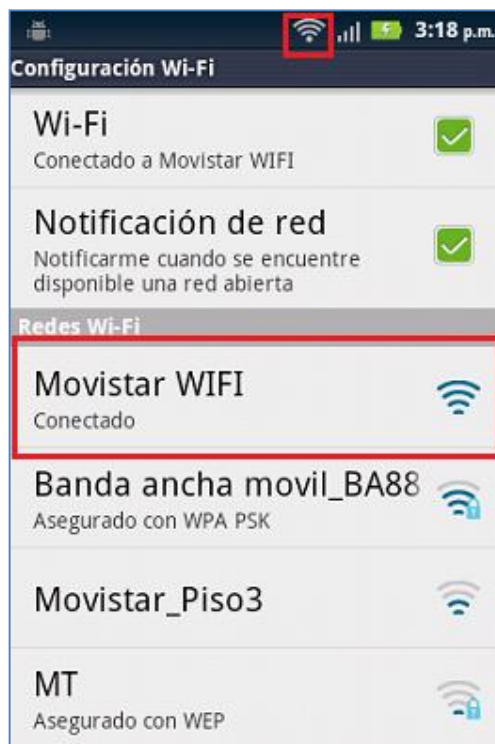 3:18 p.m.
Configuración Wi-Fi
Wi-Fi
Conectado a Movistar WIFI
Notificación de red
Notificarme cuando se encuentre
disponible una red abierta
Redes Wi-Fi
Movistar WIFI
Conectado
Banda ancha movil_BA88
Asegurado con WPA PSK
Movistar_Piso3
MT
Asegurado con WEP